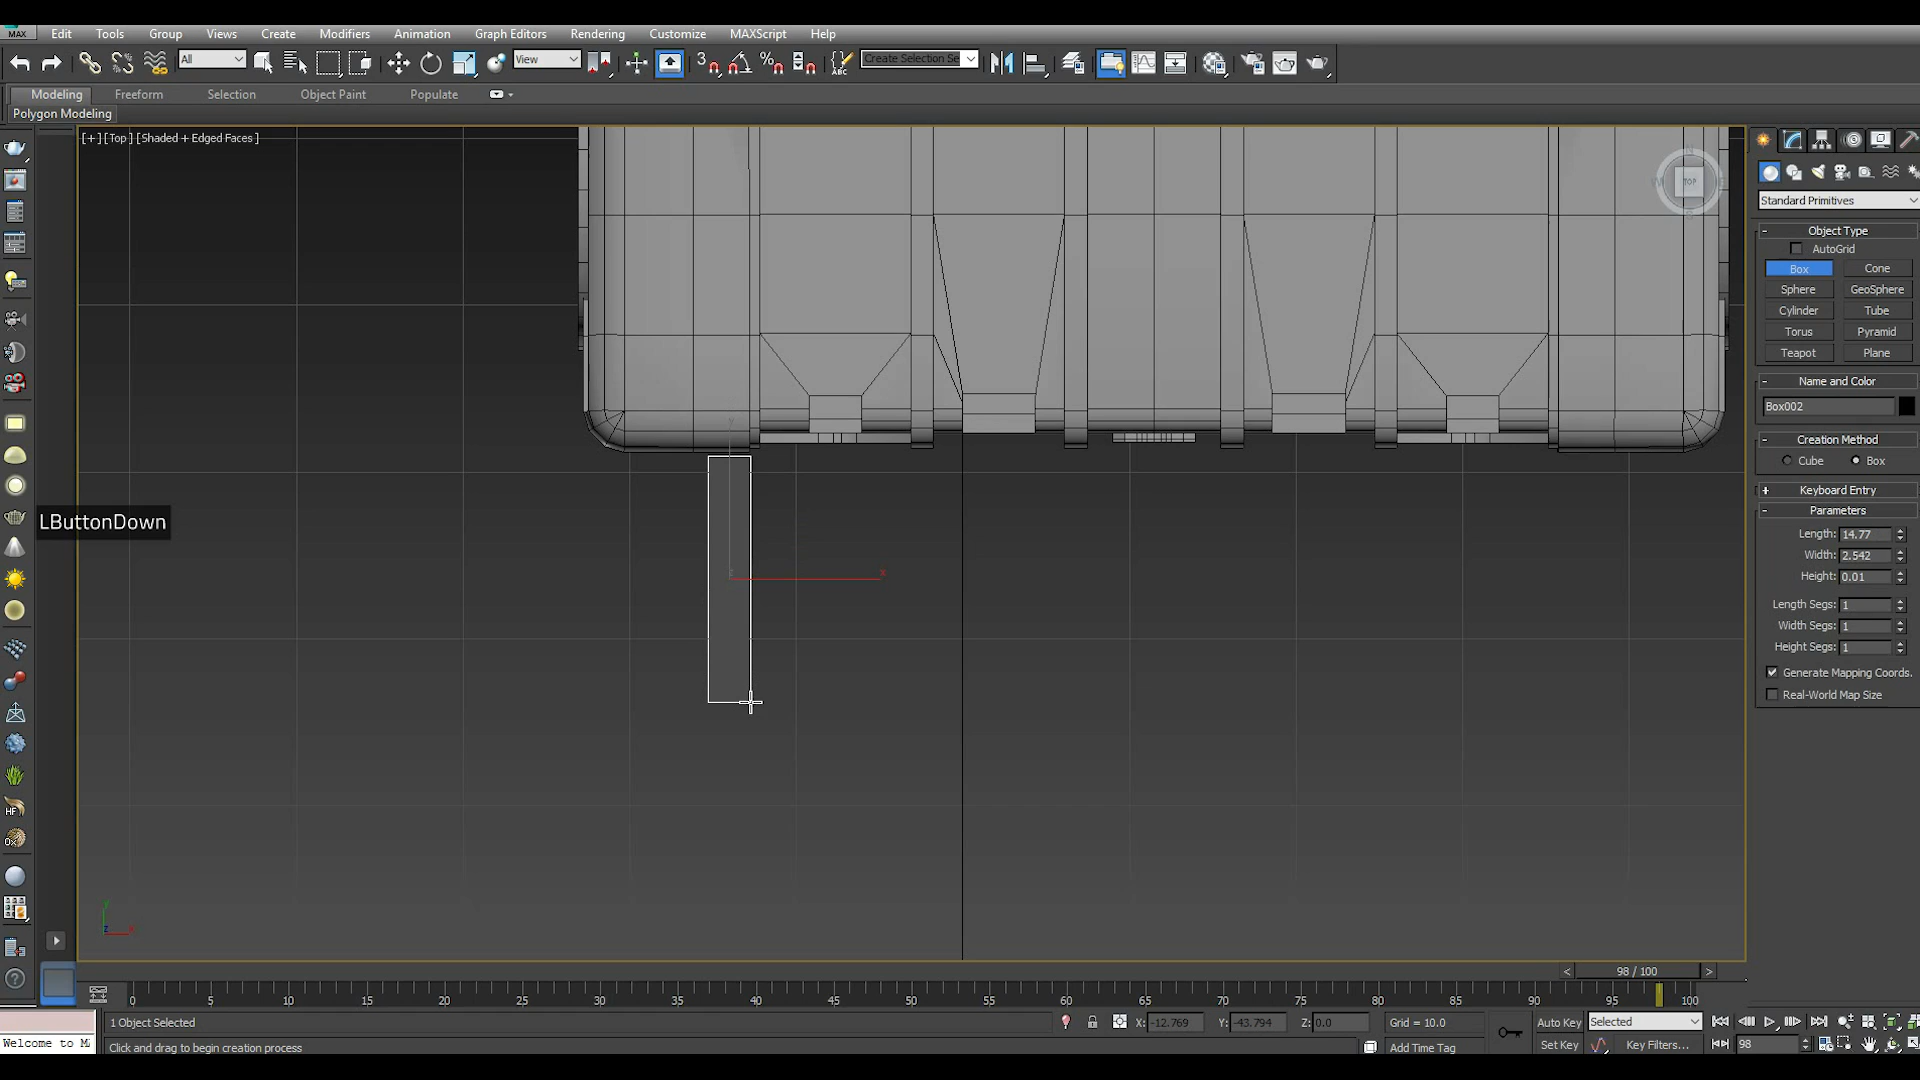 MAX Edit Tools Group Views Create Modifiers Animation Graph Editors Rendering Customize MAXScript Help
All View Create Selection Se
Modeling Freeform Selection Object Paint Populate
Polygon Modeling
[+] [Top] [Shaded + Edged Faces]
TOP
Standard Primitives
- Object Type
AutoGrid
Box Cone
Sphere GeoSphere
Cylinder Tube
Torus Pyramid
Teapot Plane
- Name and Color
Box002
- Creation Method
Cube Box
+ Keyboard Entry
- Parameters
Length: 14.77
Width: 2.542
Height: 0.01
Length Segs: 1
Width Segs: 1
Height Segs: 1
Generate Mapping Coords.
Real-World Map Size
LButtonDown
x
< 98 / 100 >
0 5 10 15 20 25 30 35 40 45 50 55 60 65 70 75 80 85 90 95 100
1 Object Selected X: -12.769 Y: -43.794 Z: 0.0 Grid = 10.0 Auto Key Selected
Welcome to M Click and drag to begin creation process Add Time Tag Set Key Key Filters... 98